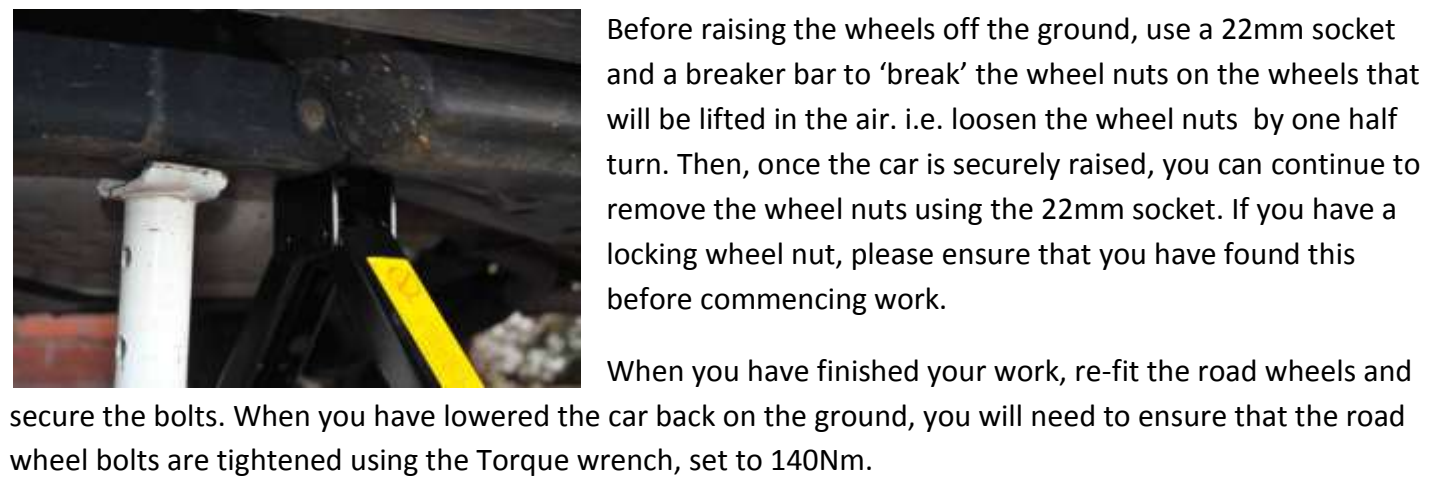 Before raising the wheels off the ground, use a 22mm socket
and a breaker bar to ‘break’ the wheel nuts on the wheels that
will be lifted in the air. i.e. loosen the wheel nuts  by one half
turn. Then, once the car is securely raised, you can continue to
remove the wheel nuts using the 22mm socket. If you have a
locking wheel nut, please ensure that you have found this
before commencing work.
When you have finished your work, re-fit the road wheels and
secure the bolts. When you have lowered the car back on the ground, you will need to ensure that the road
wheel bolts are tightened using the Torque wrench, set to 140Nm.